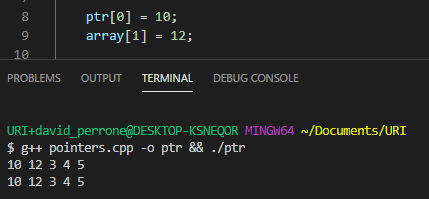 8 ptr[0] = 10;
9 array[1] = 12;
10
PROBLEMS OUTPUT TERMINAL DEBUG CONSOLE
URI+david_perrone@DESKTOP-KSNEQOR MINGW64 ~/Documents/URI
$ g++ pointers.cpp -o ptr && ./ptr
10 12 3 4 5
10 12 3 4 5